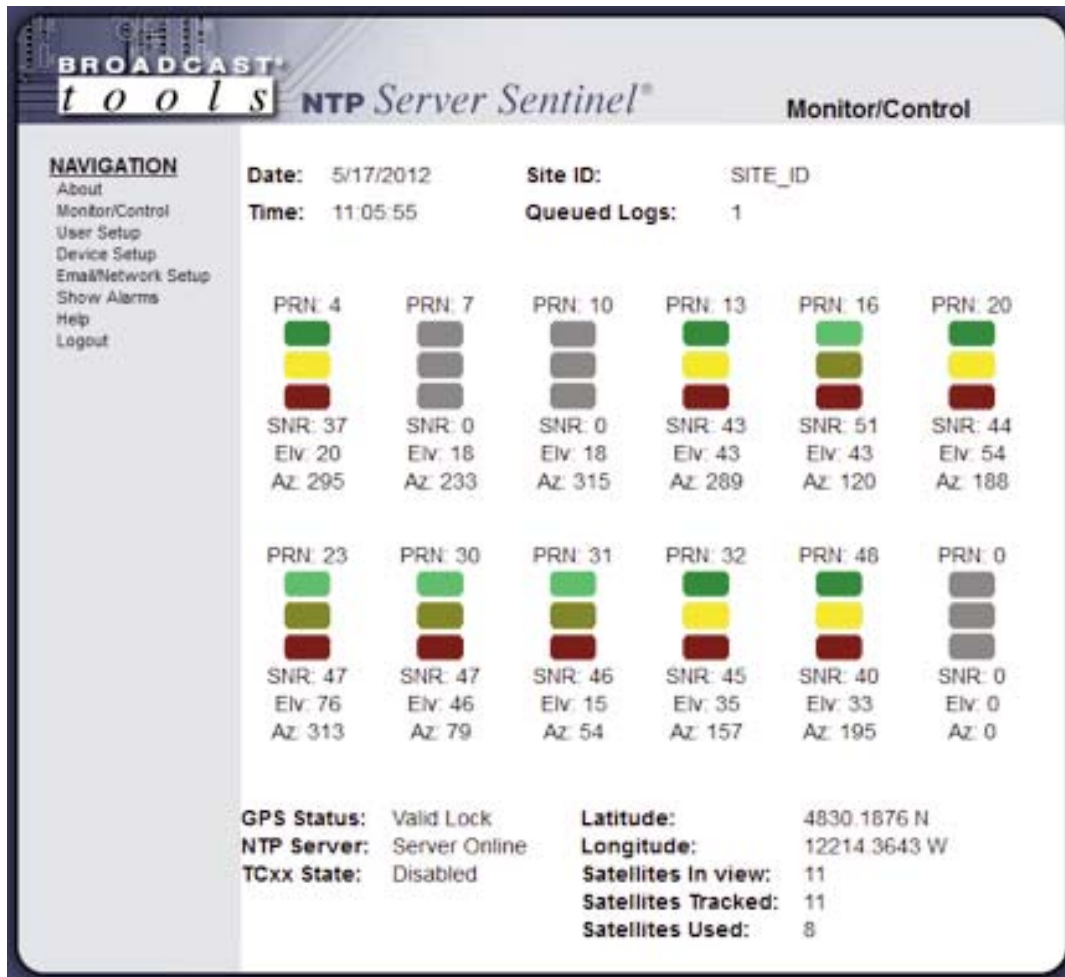 BROADCAST®
tools
NTP Server Sentinel®
Monitor/Control
NAVIGATION
About
Monitor/Control
User Setup
Device Setup
Email/Network Setup
Show Alarms
Help
Logout
Date: 5/17/2012 Site ID: SITE_ID
Time: 11:05:55 Queued Logs: 1
PRN: 4 PRN: 7 PRN: 10 PRN: 13 PRN: 16 PRN: 20
SNR: 37 SNR: 0 SNR: 0 SNR: 43 SNR: 51 SNR: 44
Elv: 20 Elv: 18 Elv: 18 Elv: 43 Elv: 43 Elv: 54
Az: 295 Az: 233 Az: 315 Az: 289 Az: 120 Az: 188
PRN: 23 PRN: 30 PRN: 31 PRN: 32 PRN: 48 PRN: 0
SNR: 47 SNR: 47 SNR: 46 SNR: 45 SNR: 40 SNR: 0
Elv: 76 Elv: 46 Elv: 15 Elv: 35 Elv: 33 Elv: 0
Az: 313 Az: 79 Az: 54 Az: 157 Az: 195 Az: 0
GPS Status: Valid Lock Latitude: 4830.1876 N
NTP Server: Server Online Longitude: 12214.3643 W
TCxx State: Disabled Satellites In view: 11
Satellites Tracked: 11
Satellites Used: 8